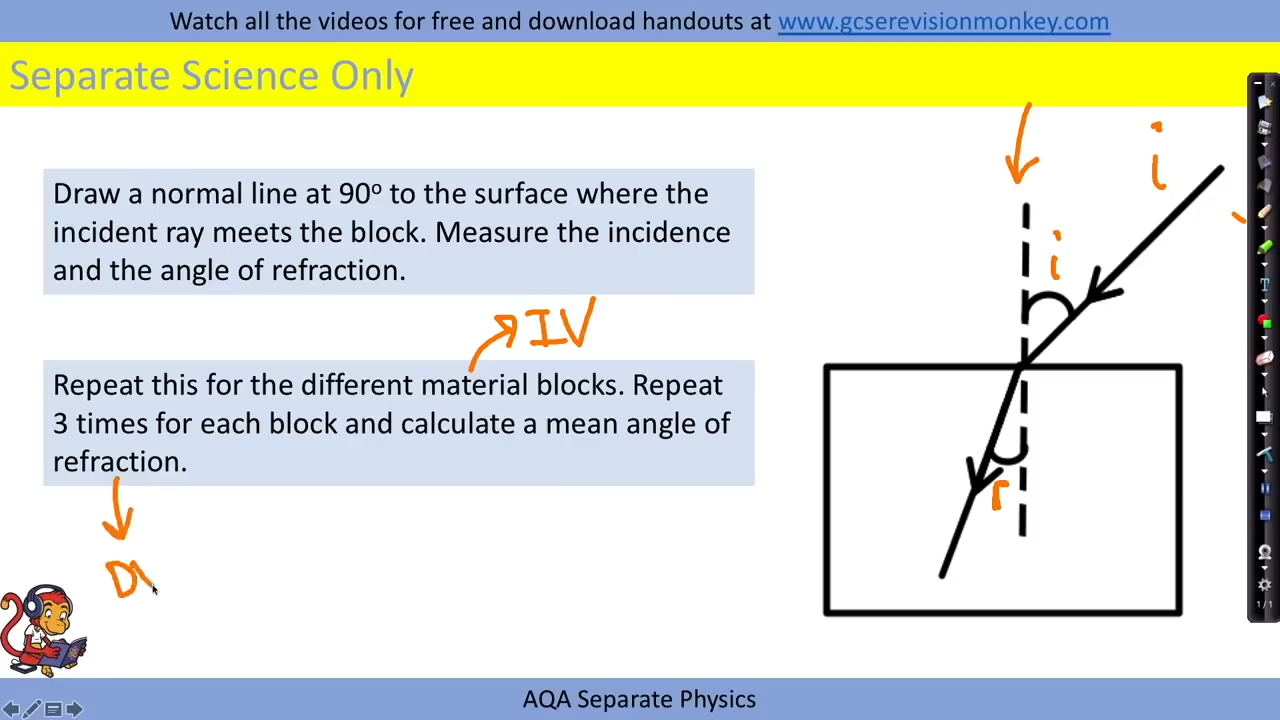 Watch all the videos for free and download handouts at www.gcserevisionmonkey.com
Separate Science Only
Draw a normal line at 90º to the surface where the
incident ray meets the block. Measure the incidence
and the angle of refraction.
IV
Repeat this for the different material blocks. Repeat
3 times for each block and calculate a mean angle of
refraction.
i
i
r
AQA Separate Physics
1/1